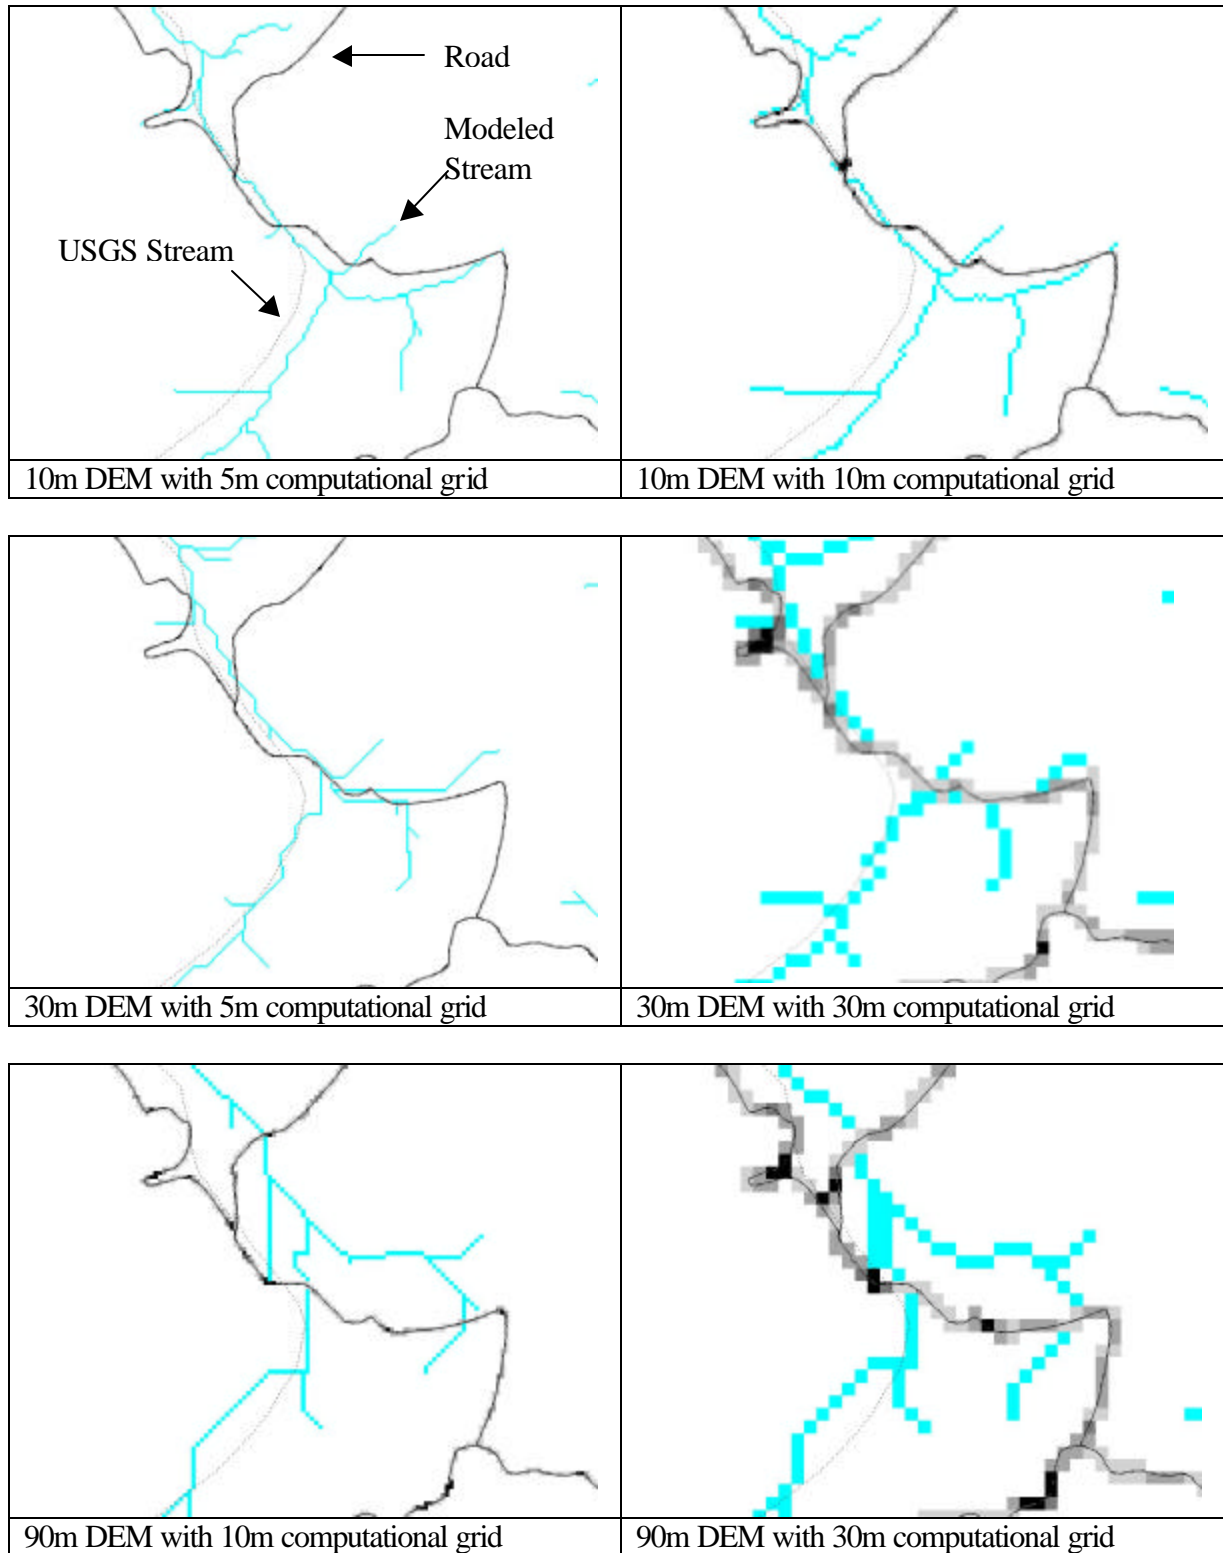 Road
Modeled
Stream
USGS Stream
10m DEM with 5m computational grid
10m DEM with 10m computational grid
30m DEM with 5m computational grid
30m DEM with 30m computational grid
90m DEM with 10m computational grid
90m DEM with 30m computational grid